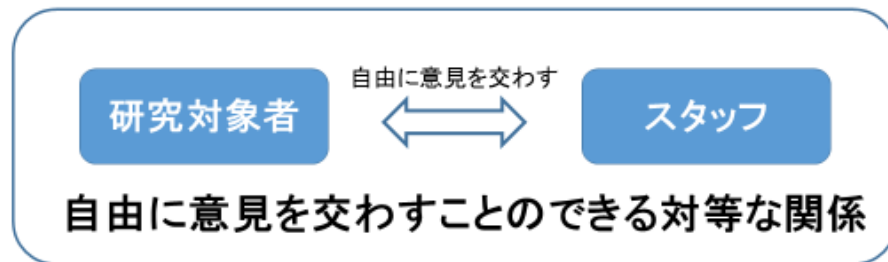 自由に意見を交わす
研究対象者
スタッフ
自由に意見を交わすことのできる対等な関係